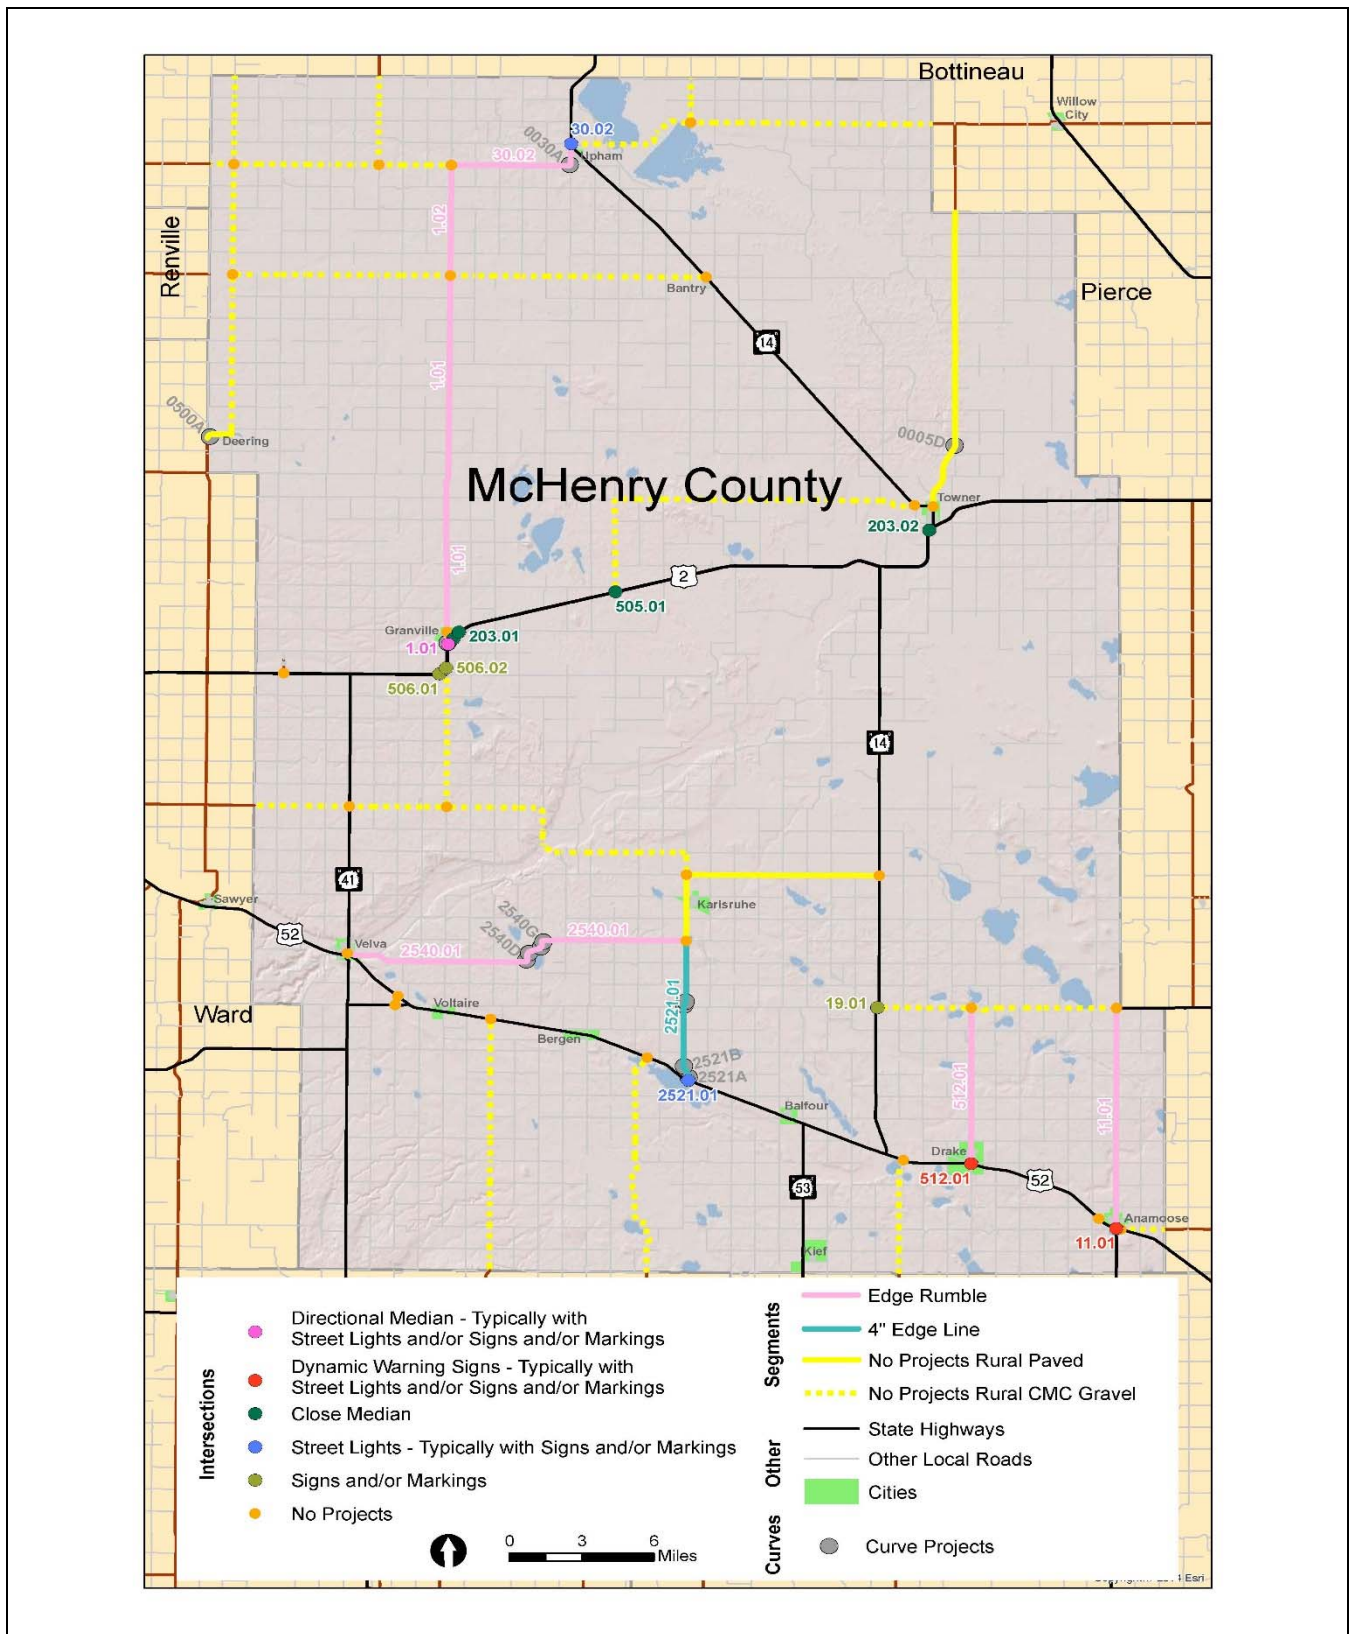 Bottineau
Willow
City
30.02
0030A
Upham
30.02
1.02
Renville
Bantry
Pierce
14
1.01
0500A
Deering
0005D
McHenry County
Towner
203.02
1.01
2
505.01
Granville
203.01
1.01
506.02
506.01
14
41
Sawyer
Karlsruhe
52
2540G
2540D
2540.01
Velva
2540.01
2521.01
Voltaire
19.01
Ward
Bergen
2521B
2521A
2521.01
512.01
11.01
Balfour
Drake
53
512.01
52
Anamoose
11.01
Kief
Intersections
Directional Median - Typically with
Street Lights and/or Signs and/or Markings
Dynamic Warning Signs - Typically with
Street Lights and/or Signs and/or Markings
Close Median
Street Lights - Typically with Signs and/or Markings
Signs and/or Markings
No Projects
0 3 6
Miles
Segments
Edge Rumble
4" Edge Line
No Projects Rural Paved
No Projects Rural CMC Gravel
Other
State Highways
Other Local Roads
Cities
Curves
Curve Projects
Esri